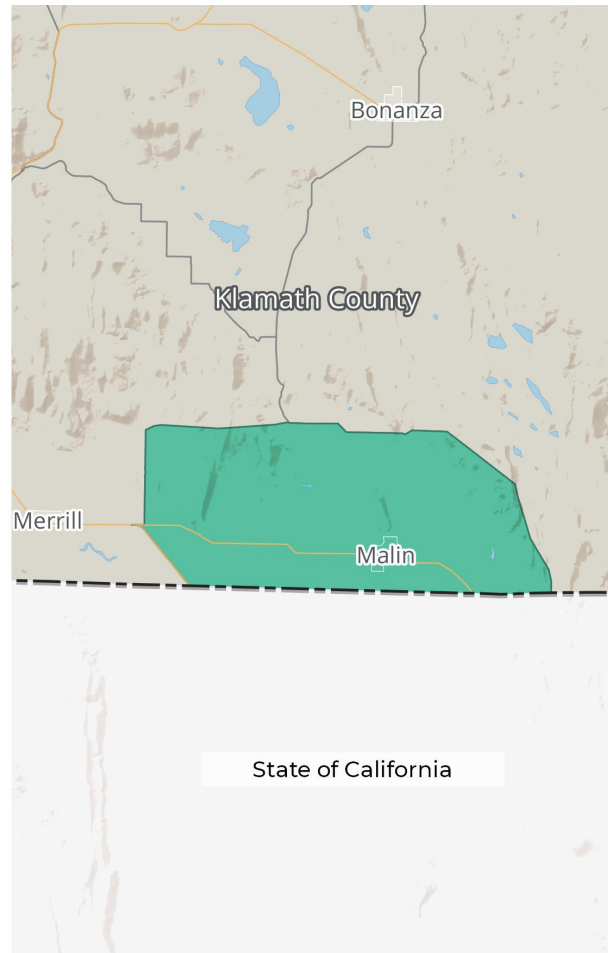 Bonanza
Klamath County
Merrill
Malin
State of California